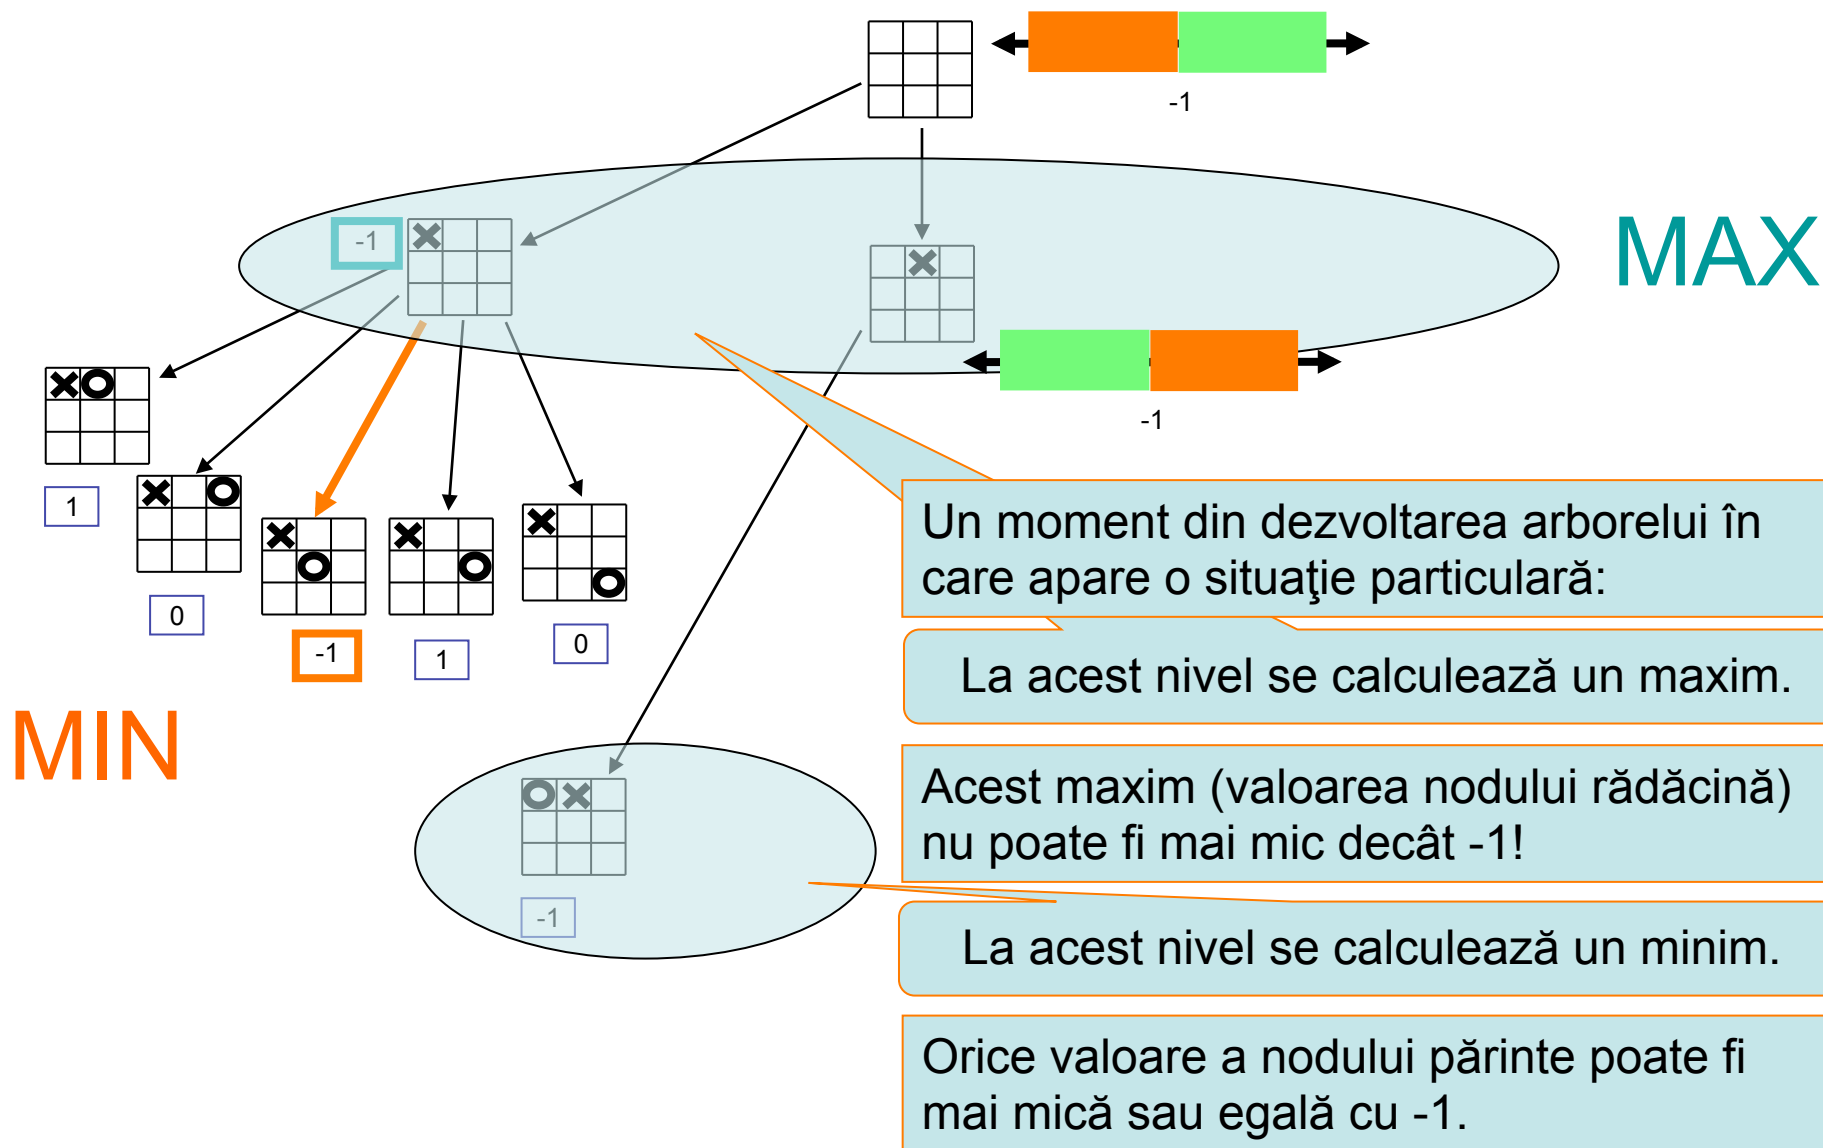 -1
MAX
-1
-1
1
0
-1
1
0
MIN
-1
Un moment din dezvoltarea arborelui în
care apare o situaţie particulară:
La acest nivel se calculează un maxim.
Acest maxim (valoarea nodului rădăcină)
nu poate fi mai mic decât -1!
La acest nivel se calculează un minim.
Orice valoare a nodului părinte poate fi
mai mică sau egală cu -1.